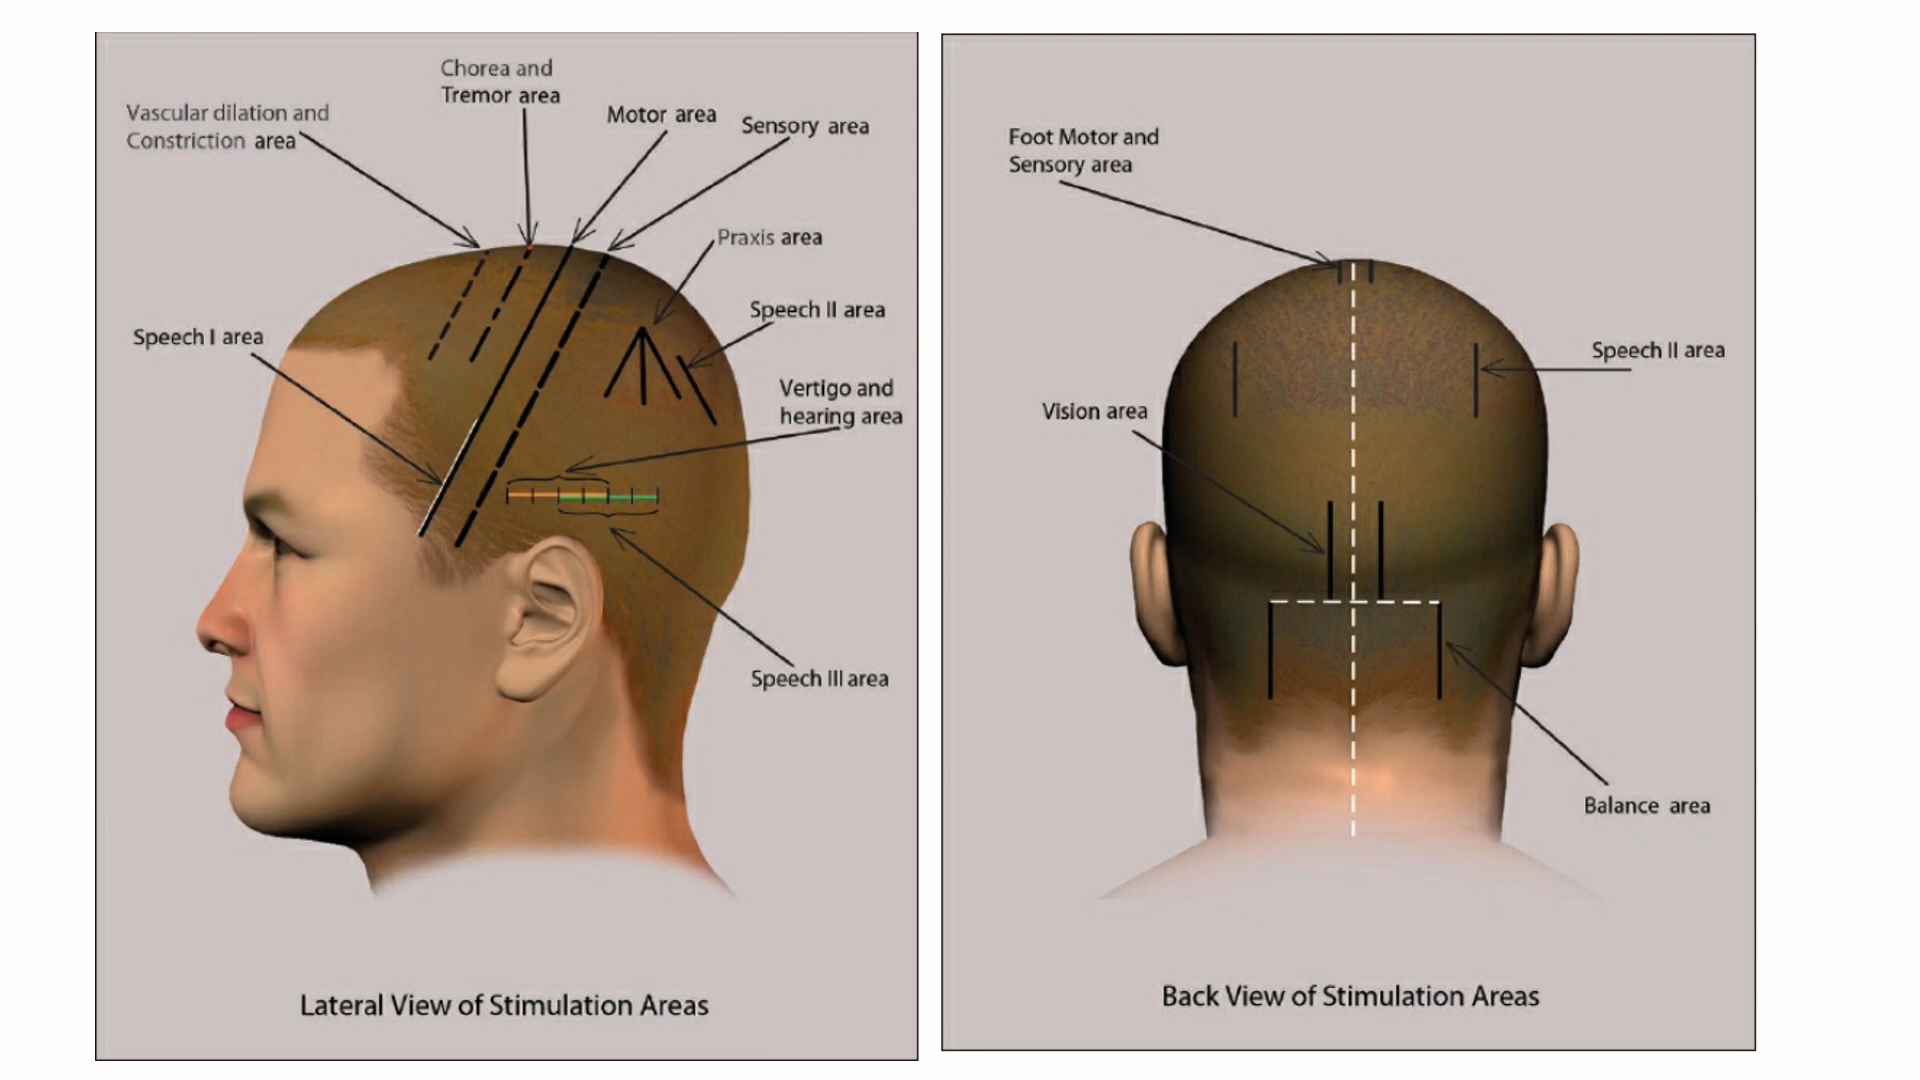 Chorea and
Tremor area
Vascular dilation and
Constriction area
Motor area
Sensory area
Praxis area
Speech II area
Speech I area
Vertigo and
hearing area
Speech III area
Lateral View of Stimulation Areas
Foot Motor and
Sensory area
Speech II area
Vision area
Balance area
Back View of Stimulation Areas